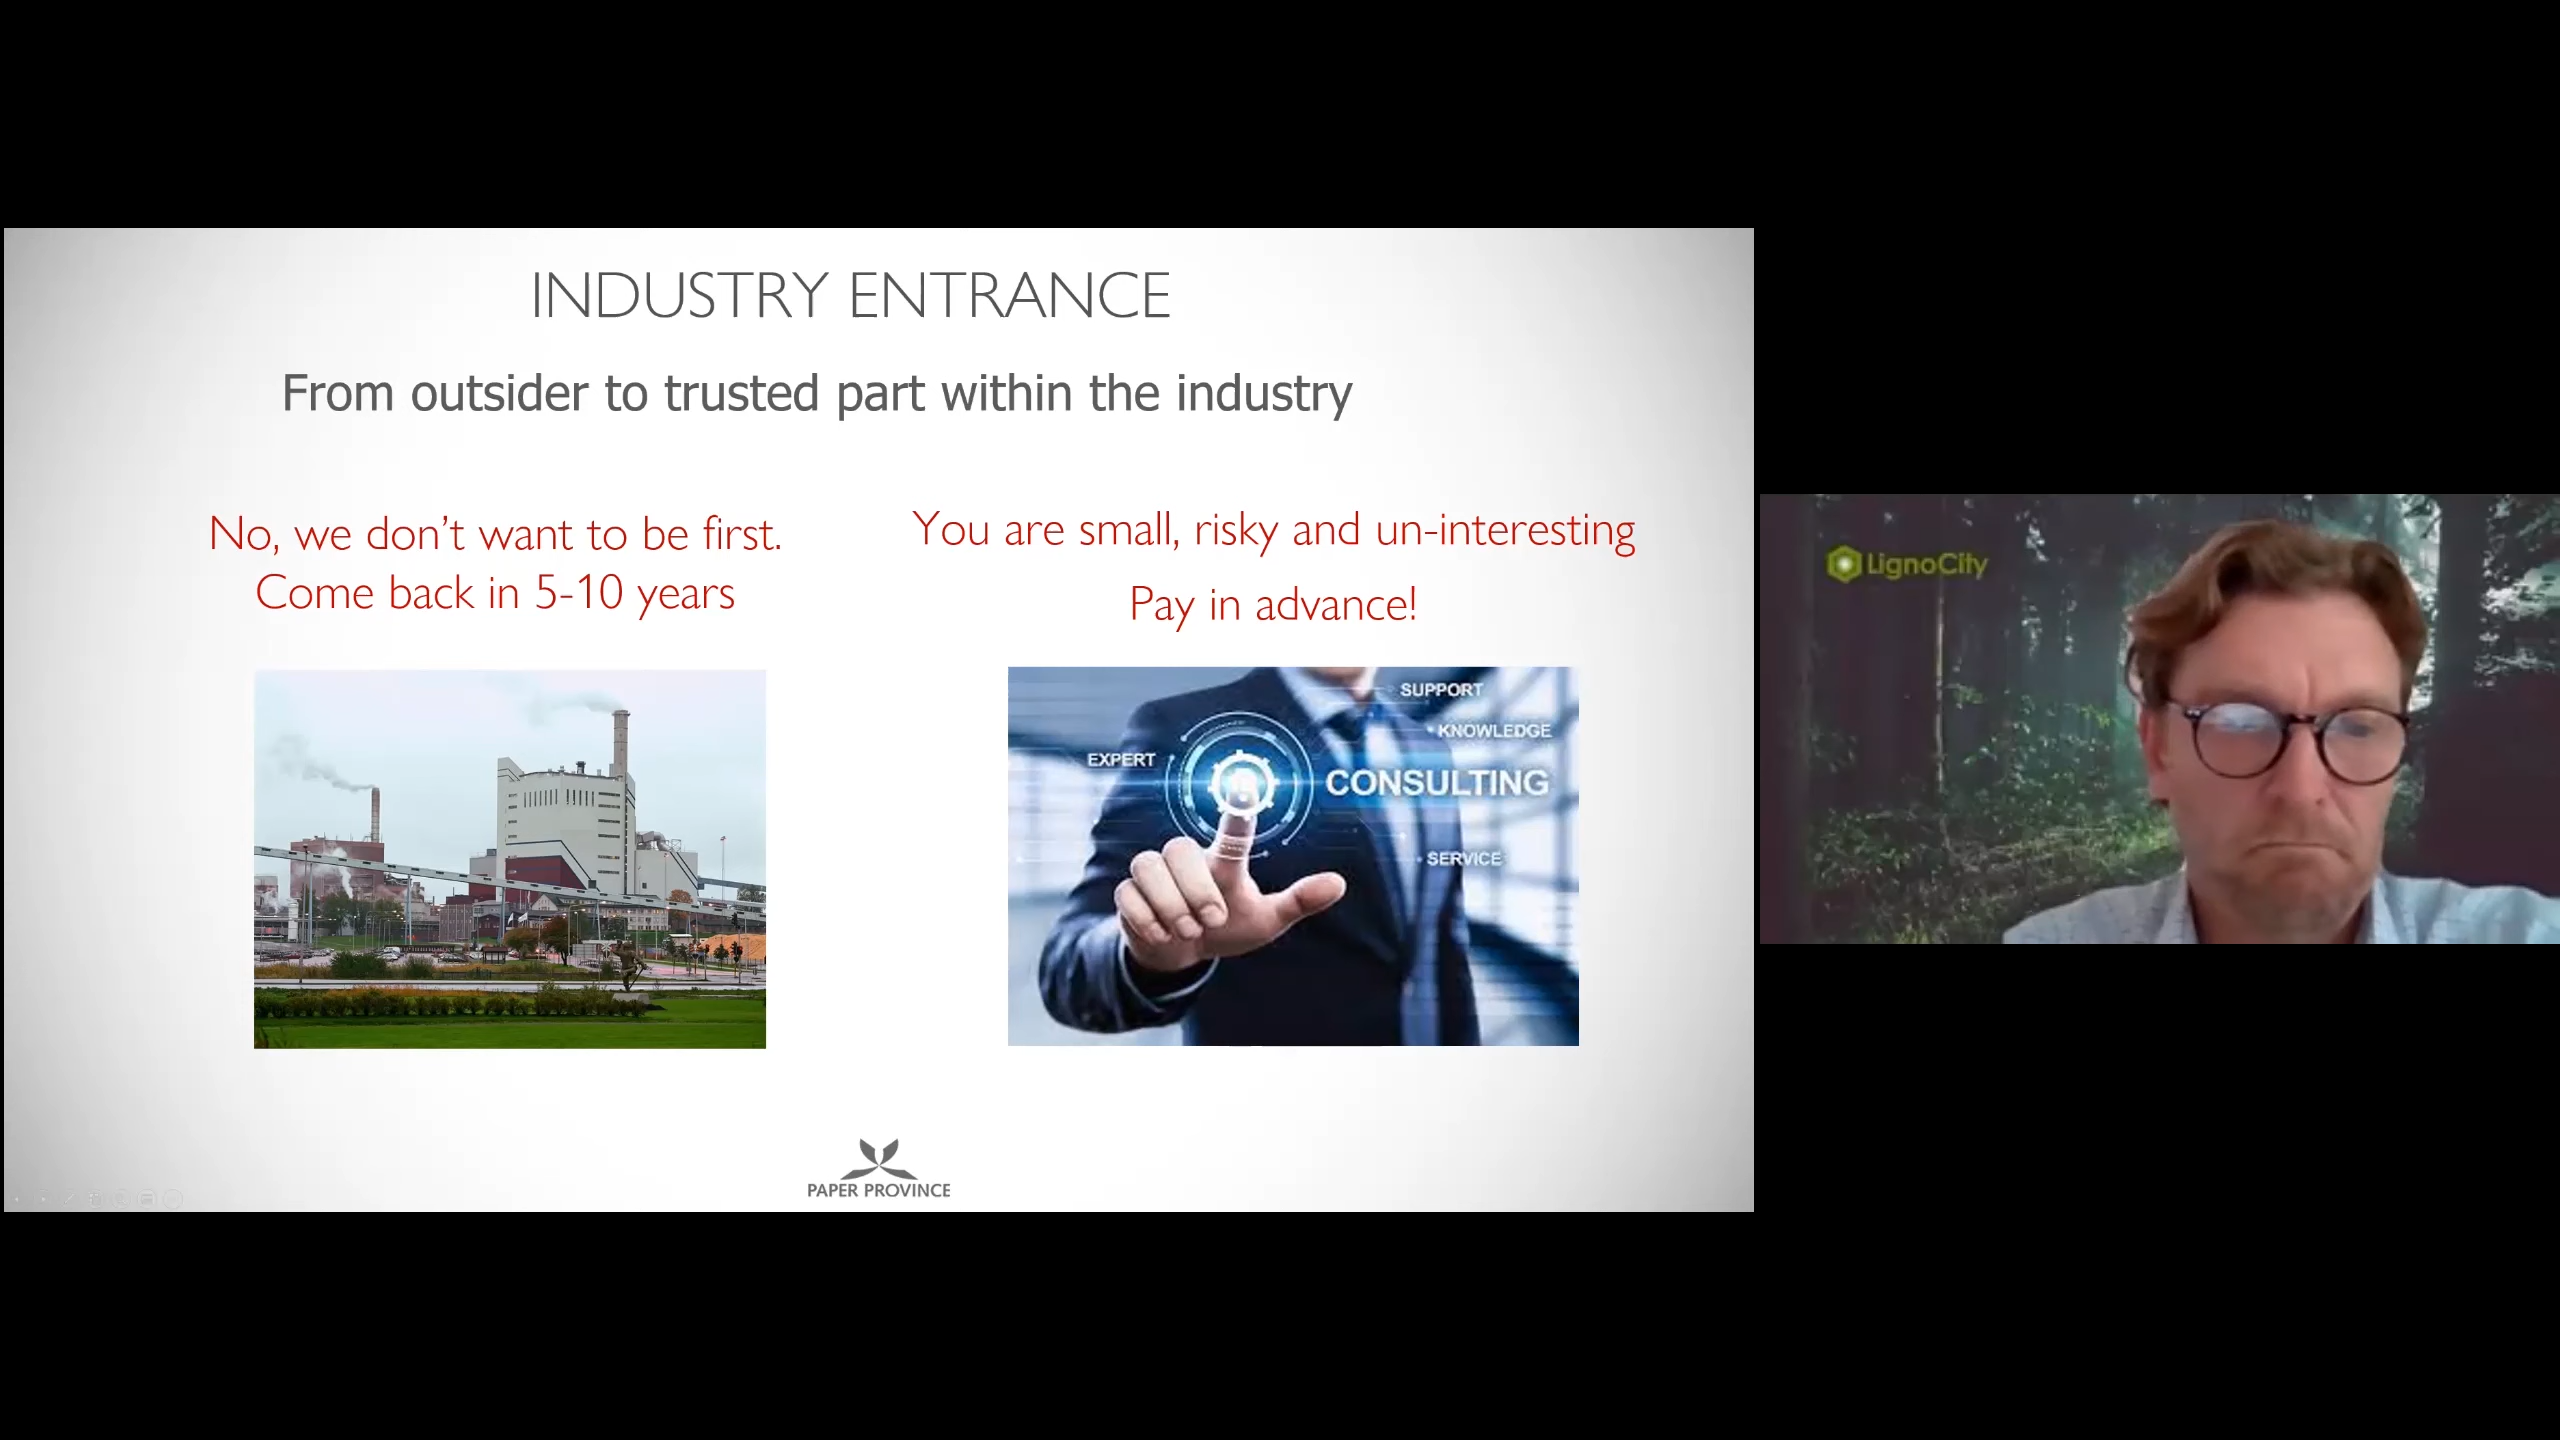 INDUSTRY ENTRANCE
From outsider to trusted part within the industry
No, we don't want to be first.
Come back in 5-10 years
You are small, risky and un-interesting
Pay in advance!
SUPPORT
KNOWLEDGE
EXPERT
CONSULTING
SERVICE
PAPER PROVINCE
LignoCity